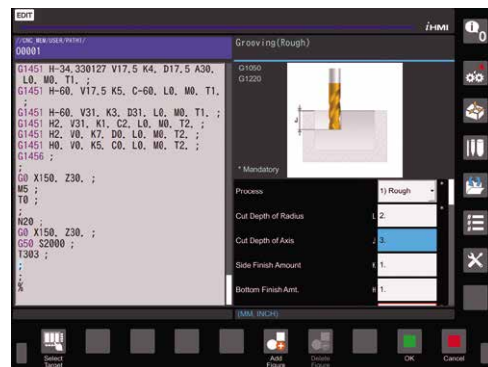 EDIT
iHMI
//CNC_MEM/USER/PATH1/
O0001
Grooving(Rough)
G1451 H-34.330127 V17.5 K4. D17.5 A30.
L0. M0. T1. ;
G1451 H-60. V17.5 K5. C-60. L0. M0. T1.
;
G1451 H-60. V31. K3. D31. L0. M0. T1. ;
G1451 H2. V31. K1. C2. L0. M0. T2. ;
G1451 H2. V0. K7. D0. L0. M0. T2. ;
G1451 H0. V0. K5. C0. L0. M0. T2. ;
G1456 ;
;
G0 X150. Z30. ;
M5 ;
T0 ;
;
N20 ;
G0 X150. Z30. ;
G50 S2000 ;
T303 ;
;
;
%
G1050
G1220
* Mandatory
Process 1) Rough *
Cut Depth of Radius L 2.
Cut Depth of Axis J 3.
Side Finish Amount K 1.
Bottom Finish Amt. H 1.
(MM, INCH)
Select
Target
Add
Figure
Delete
Figure
OK
Cancel
0